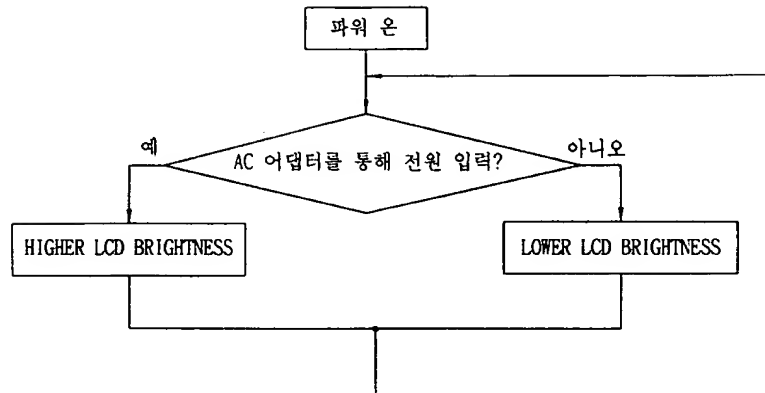 파워 온
예
아니오
AC 어댑터를 통해 전원 입력?
HIGHER LCD BRIGHTNESS
LOWER LCD BRIGHTNESS